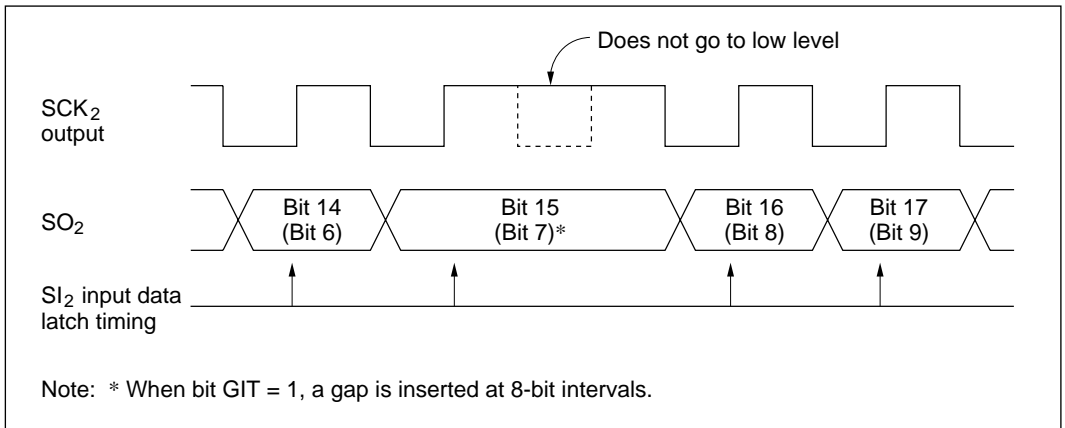 Does not go to low level
SCK2
output
SO2
Bit 14
(Bit 6)
Bit 15
(Bit 7)*
Bit 16
(Bit 8)
Bit 17
(Bit 9)
SI2 input data
latch timing
Note: * When bit GIT = 1, a gap is inserted at 8-bit intervals.